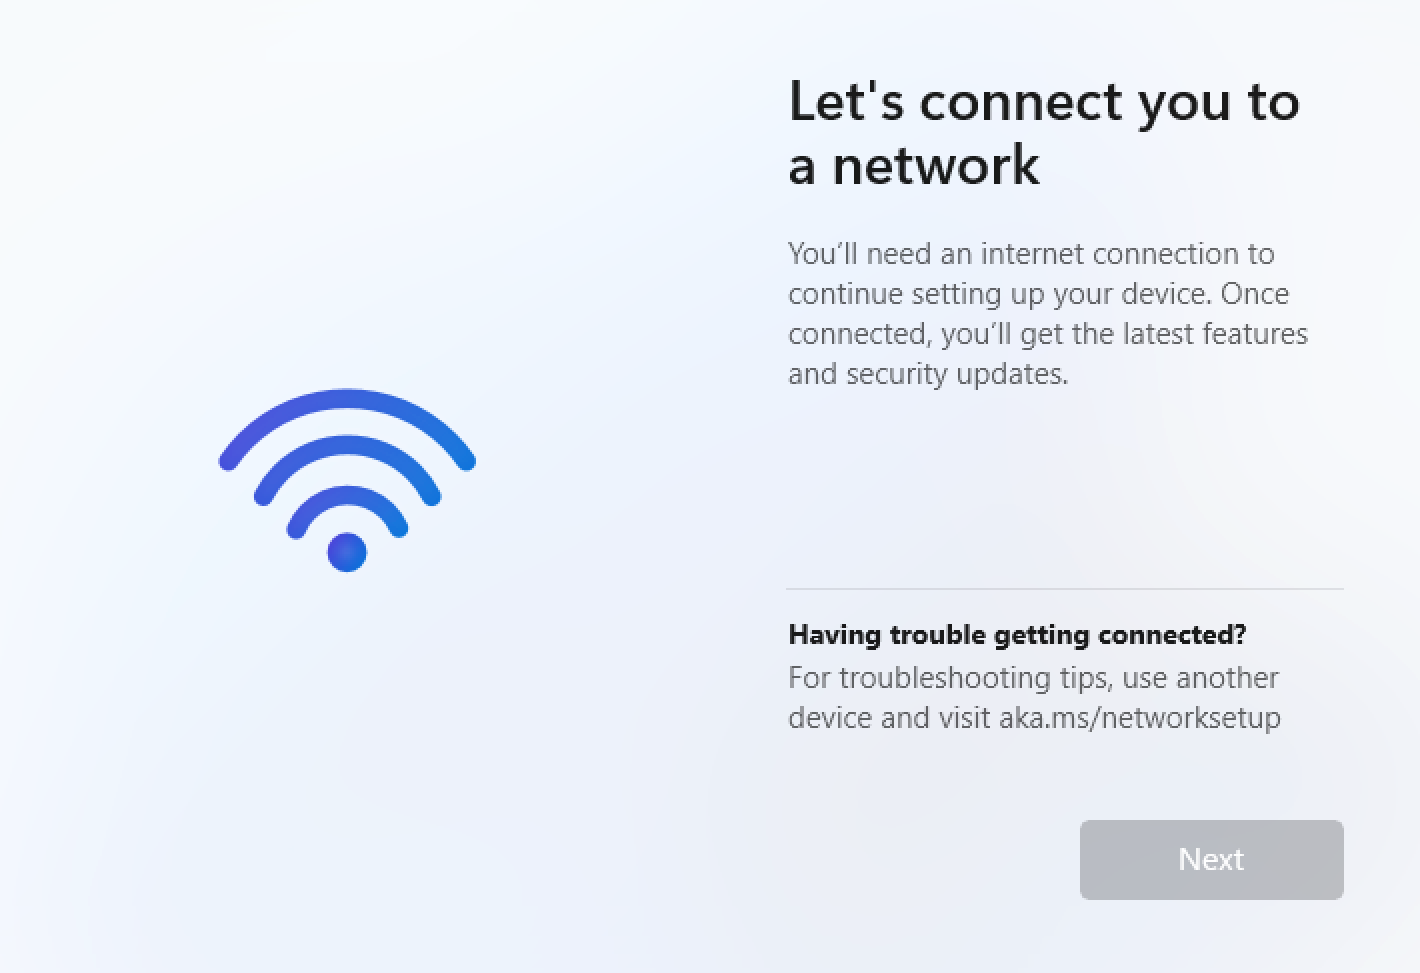 Let's connect you to
a network
You’ll need an internet connection to
continue setting up your device. Once
connected, you’ll get the latest features
and security updates.
Having trouble getting connected?
For troubleshooting tips, use another
device and visit aka.ms/networksetup
Next